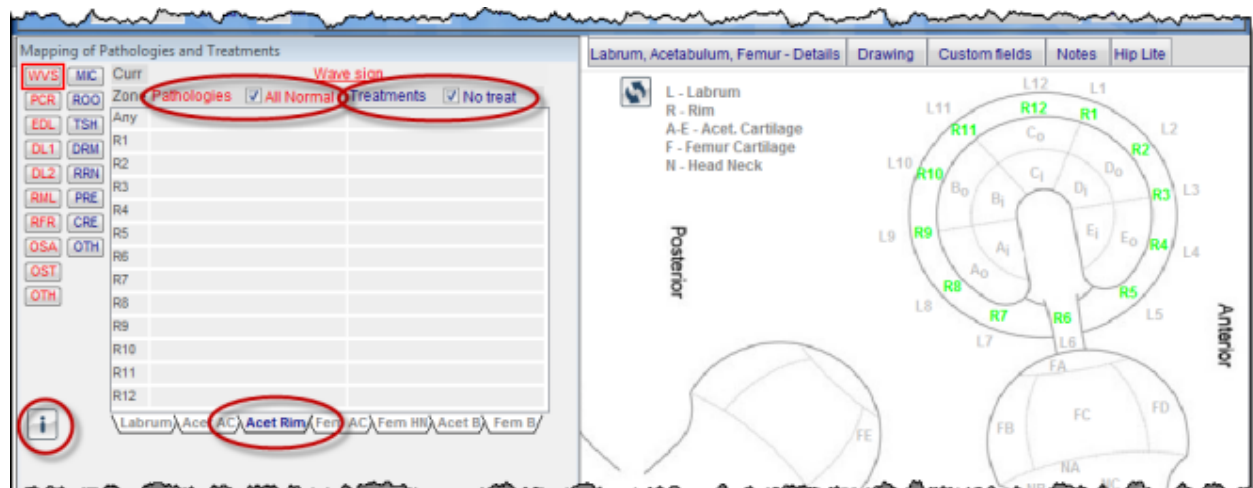 Mapping of Pathologies and Treatments
WVS MIC Curr Wave sign
PCR ROO Zone Pathologies All Normal Treatments No treat
EDL TSH Any
DL1 DRM R1
DL2 RRN R2
RML PRE R3
RFR CRE R4
OSA OTH R5
OST R6
OTH R7
R8
R9
R10
R11
R12
i
Labrum Ace AC Acet Rim Fem AC Fem HN Acet B Fem B
Labrum, Acetabulum, Femur - Details Drawing Custom fields Notes Hip Lite
L - Labrum
R - Rim
A-E - Acet. Cartilage
F - Femur Cartilage
N - Head Neck
Posterior
Anterior
L12 L1
L11 R12 R1
R11 Co L2
R2
L10 R10 Ci Do
Bo Bi Di R3 L3
L9 R9 Ei Eo R4 L4
Ai
Ao
R8 R5
L8 R7 R6 L5
L7 L6
FA
FC FD
FB
FE
NA
NB NC